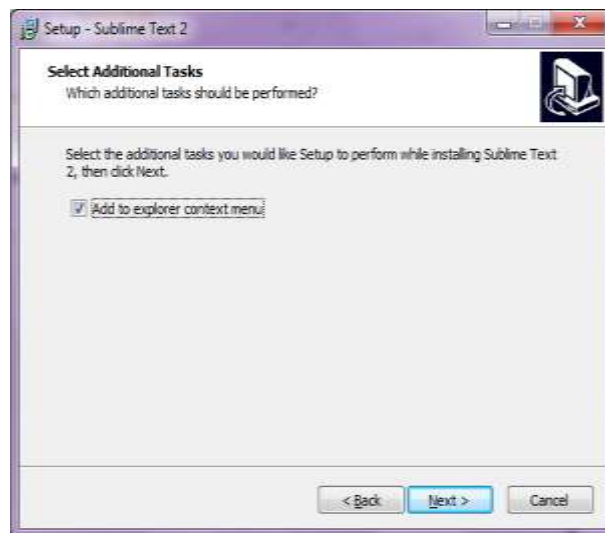 Setup - Sublime Text 2
Select Additional Tasks
Which additional tasks should be performed?
Select the additional tasks you would like Setup to perform while installing Sublime Text
2, then click Next.
Add to explorer context menu
< Back
Next >
Cancel